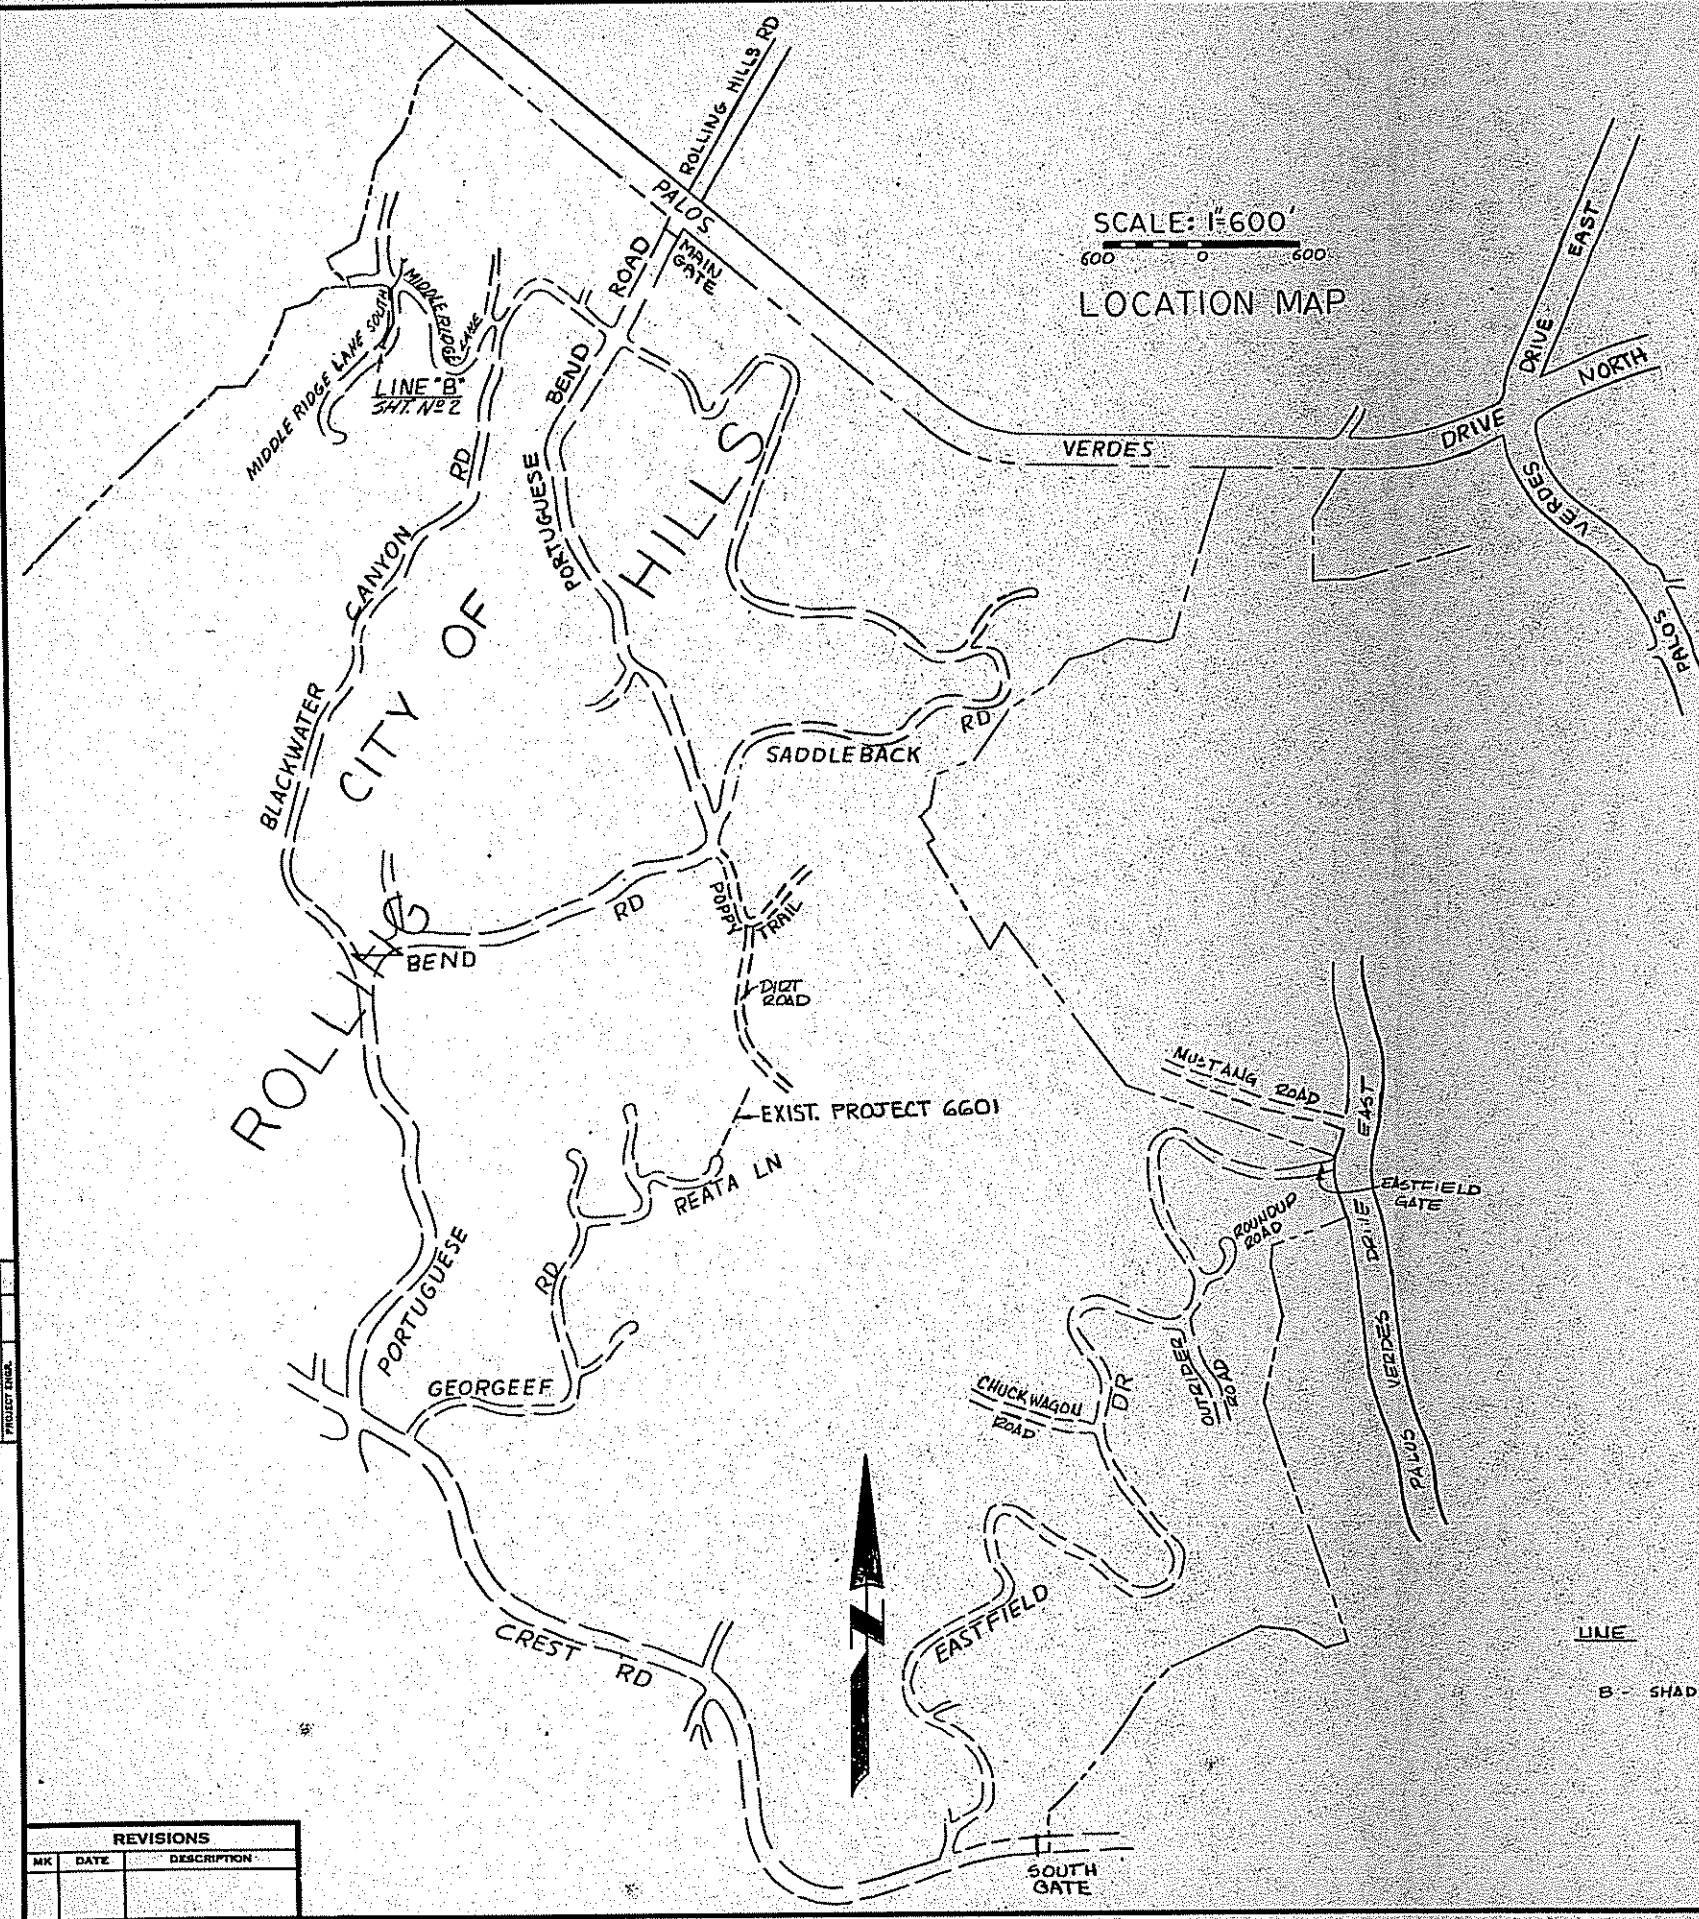 ROLLING HILLS RD
PALOS
MAIN
GATE
SCALE: 1"=600'
600 0 600
LOCATION MAP
DRIVE EAST
NORTH
DRIVE
VERDES
VERDES
PALOS
MIDDLE RIDGE LANE SOUTH
MIDDLE RIDGE
LANE
LINE "B"
SHT. Nº 2
PORTUGUESE BEND ROAD
BLACKWATER CANYON RD
CITY OF
ROLLING HILLS
SADDLEBACK RD
BEND RD
POPPY
TRAIL
DIRT
ROAD
EXIST. PROJECT 6601
REATA LN
MUSTANG ROAD
EASTFIELD
GATE
ROUNDUP
ROAD
PALUS VERDES DRIVE EAST
OUTRIDER
ROAD
CHUCKWAGON
ROAD
PORTUGUESE
GEORGEEF RD
CREST RD
EASTFIELD DR
N
SOUTH
GATE
LINE
B - SHAD
PROJECT ENGR.
REVISIONS
MK DATE DESCRIPTION